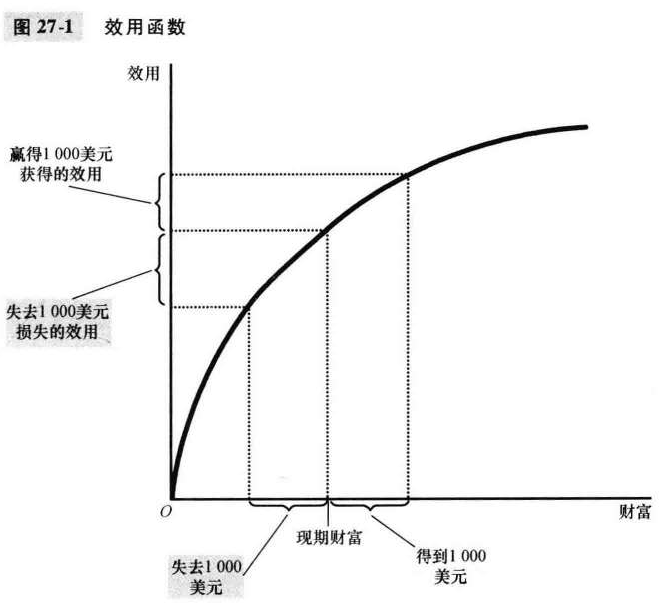 图 27-1 效用函数
效用
赢得1 000美元
获得的效用
失去1 000美元
损失的效用
O
财富
现期财富
失去1 000
美元
得到1 000
美元